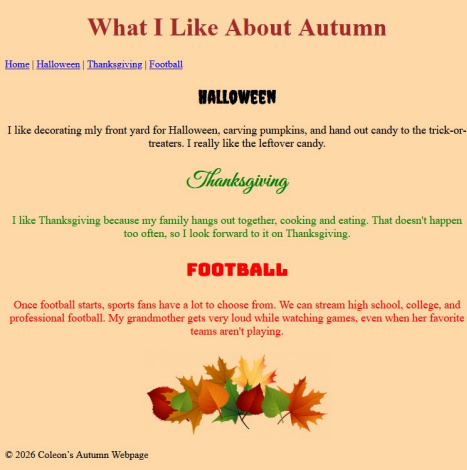 What I Like About Autumn
Home | Halloween | Thanksgiving | Football
HALLOWEEN
I like decorating mly front yard for Halloween, carving pumpkins, and hand out candy to the trick-or-
treaters. I really like the leftover candy.
Thanksgiving
I like Thanksgiving because my family hangs out together, cooking and eating. That doesn't happen
too often, so I look forward to it on Thanksgiving.
FOOTBALL
Once football starts, sports fans have a lot to choose from. We can stream high school, college, and
professional football. My grandmother gets very loud while watching games, even when her favorite
teams aren't playing.
© 2026 Coleon's Autumn Webpage